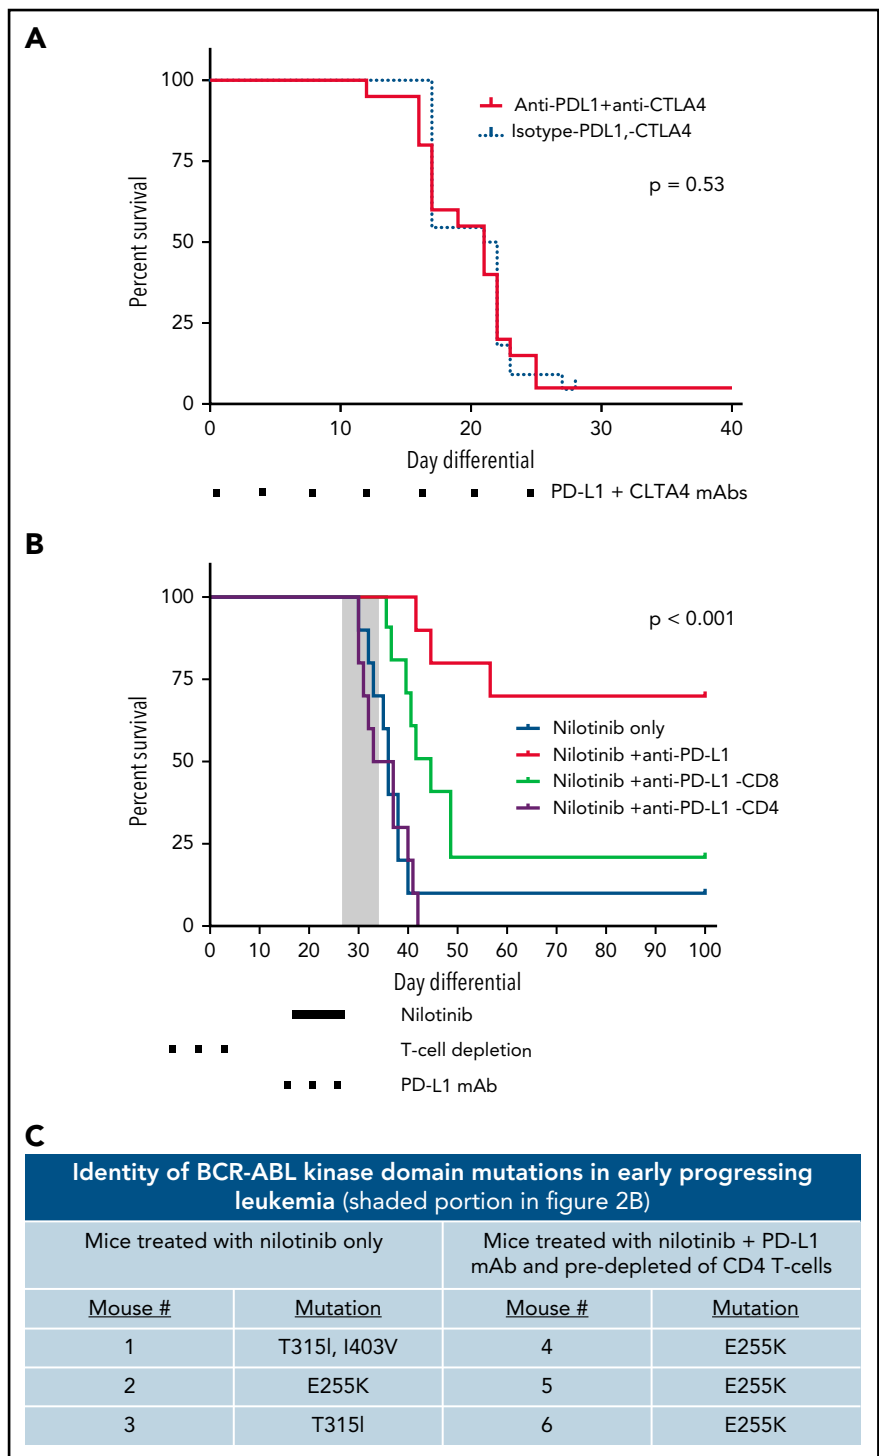 A
100
75
50
25
0
Percent survival
Anti-PDL1+anti-CTLA4
Isotype-PDL1,-CTLA4
p = 0.53
0 10 20 30 40
Day differential
PD-L1 + CLTA4 mAbs
B
100
75
50
25
0
Percent survival
p < 0.001
Nilotinib only
Nilotinib +anti-PD-L1
Nilotinib +anti-PD-L1 -CD8
Nilotinib +anti-PD-L1 -CD4
0 10 20 30 40 50 60 70 80 90 100
Day differential
Nilotinib
T-cell depletion
PD-L1 mAb
C
Identity of BCR-ABL kinase domain mutations in early progressing
leukemia (shaded portion in figure 2B)
Mice treated with nilotinib only
Mice treated with nilotinib + PD-L1
mAb and pre-depleted of CD4 T-cells
Mouse # Mutation Mouse # Mutation
1 T315I, I403V 4 E255K
2 E255K 5 E255K
3 T315I 6 E255K